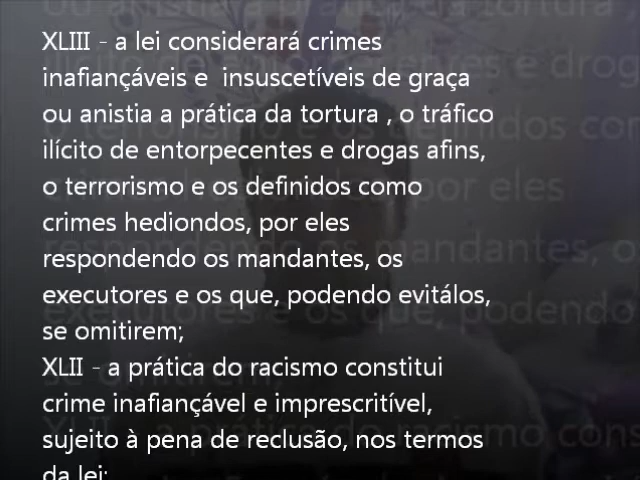 XLIII - a lei considerará crimes
inafiançáveis e  insuscetíveis de graça
ou anistia a prática da tortura , o tráfico
ilícito de entorpecentes e drogas afins,
o terrorismo e os definidos como
crimes hediondos, por eles
respondendo os mandantes, os
executores e os que, podendo evitálos,
se omitirem;
XLII - a prática do racismo constitui
crime inafiançável e imprescritível,
sujeito à pena de reclusão, nos termos
da lei;